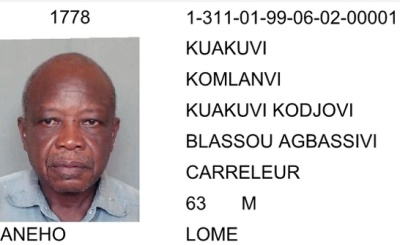 1778 1-311-01-99-06-02-00001
KUAKUVI
KOMLANVI
KUAKUVI KODJOVI
BLASSOU AGBASSIVI
CARRELEUR
63 M
ANEHO LOME